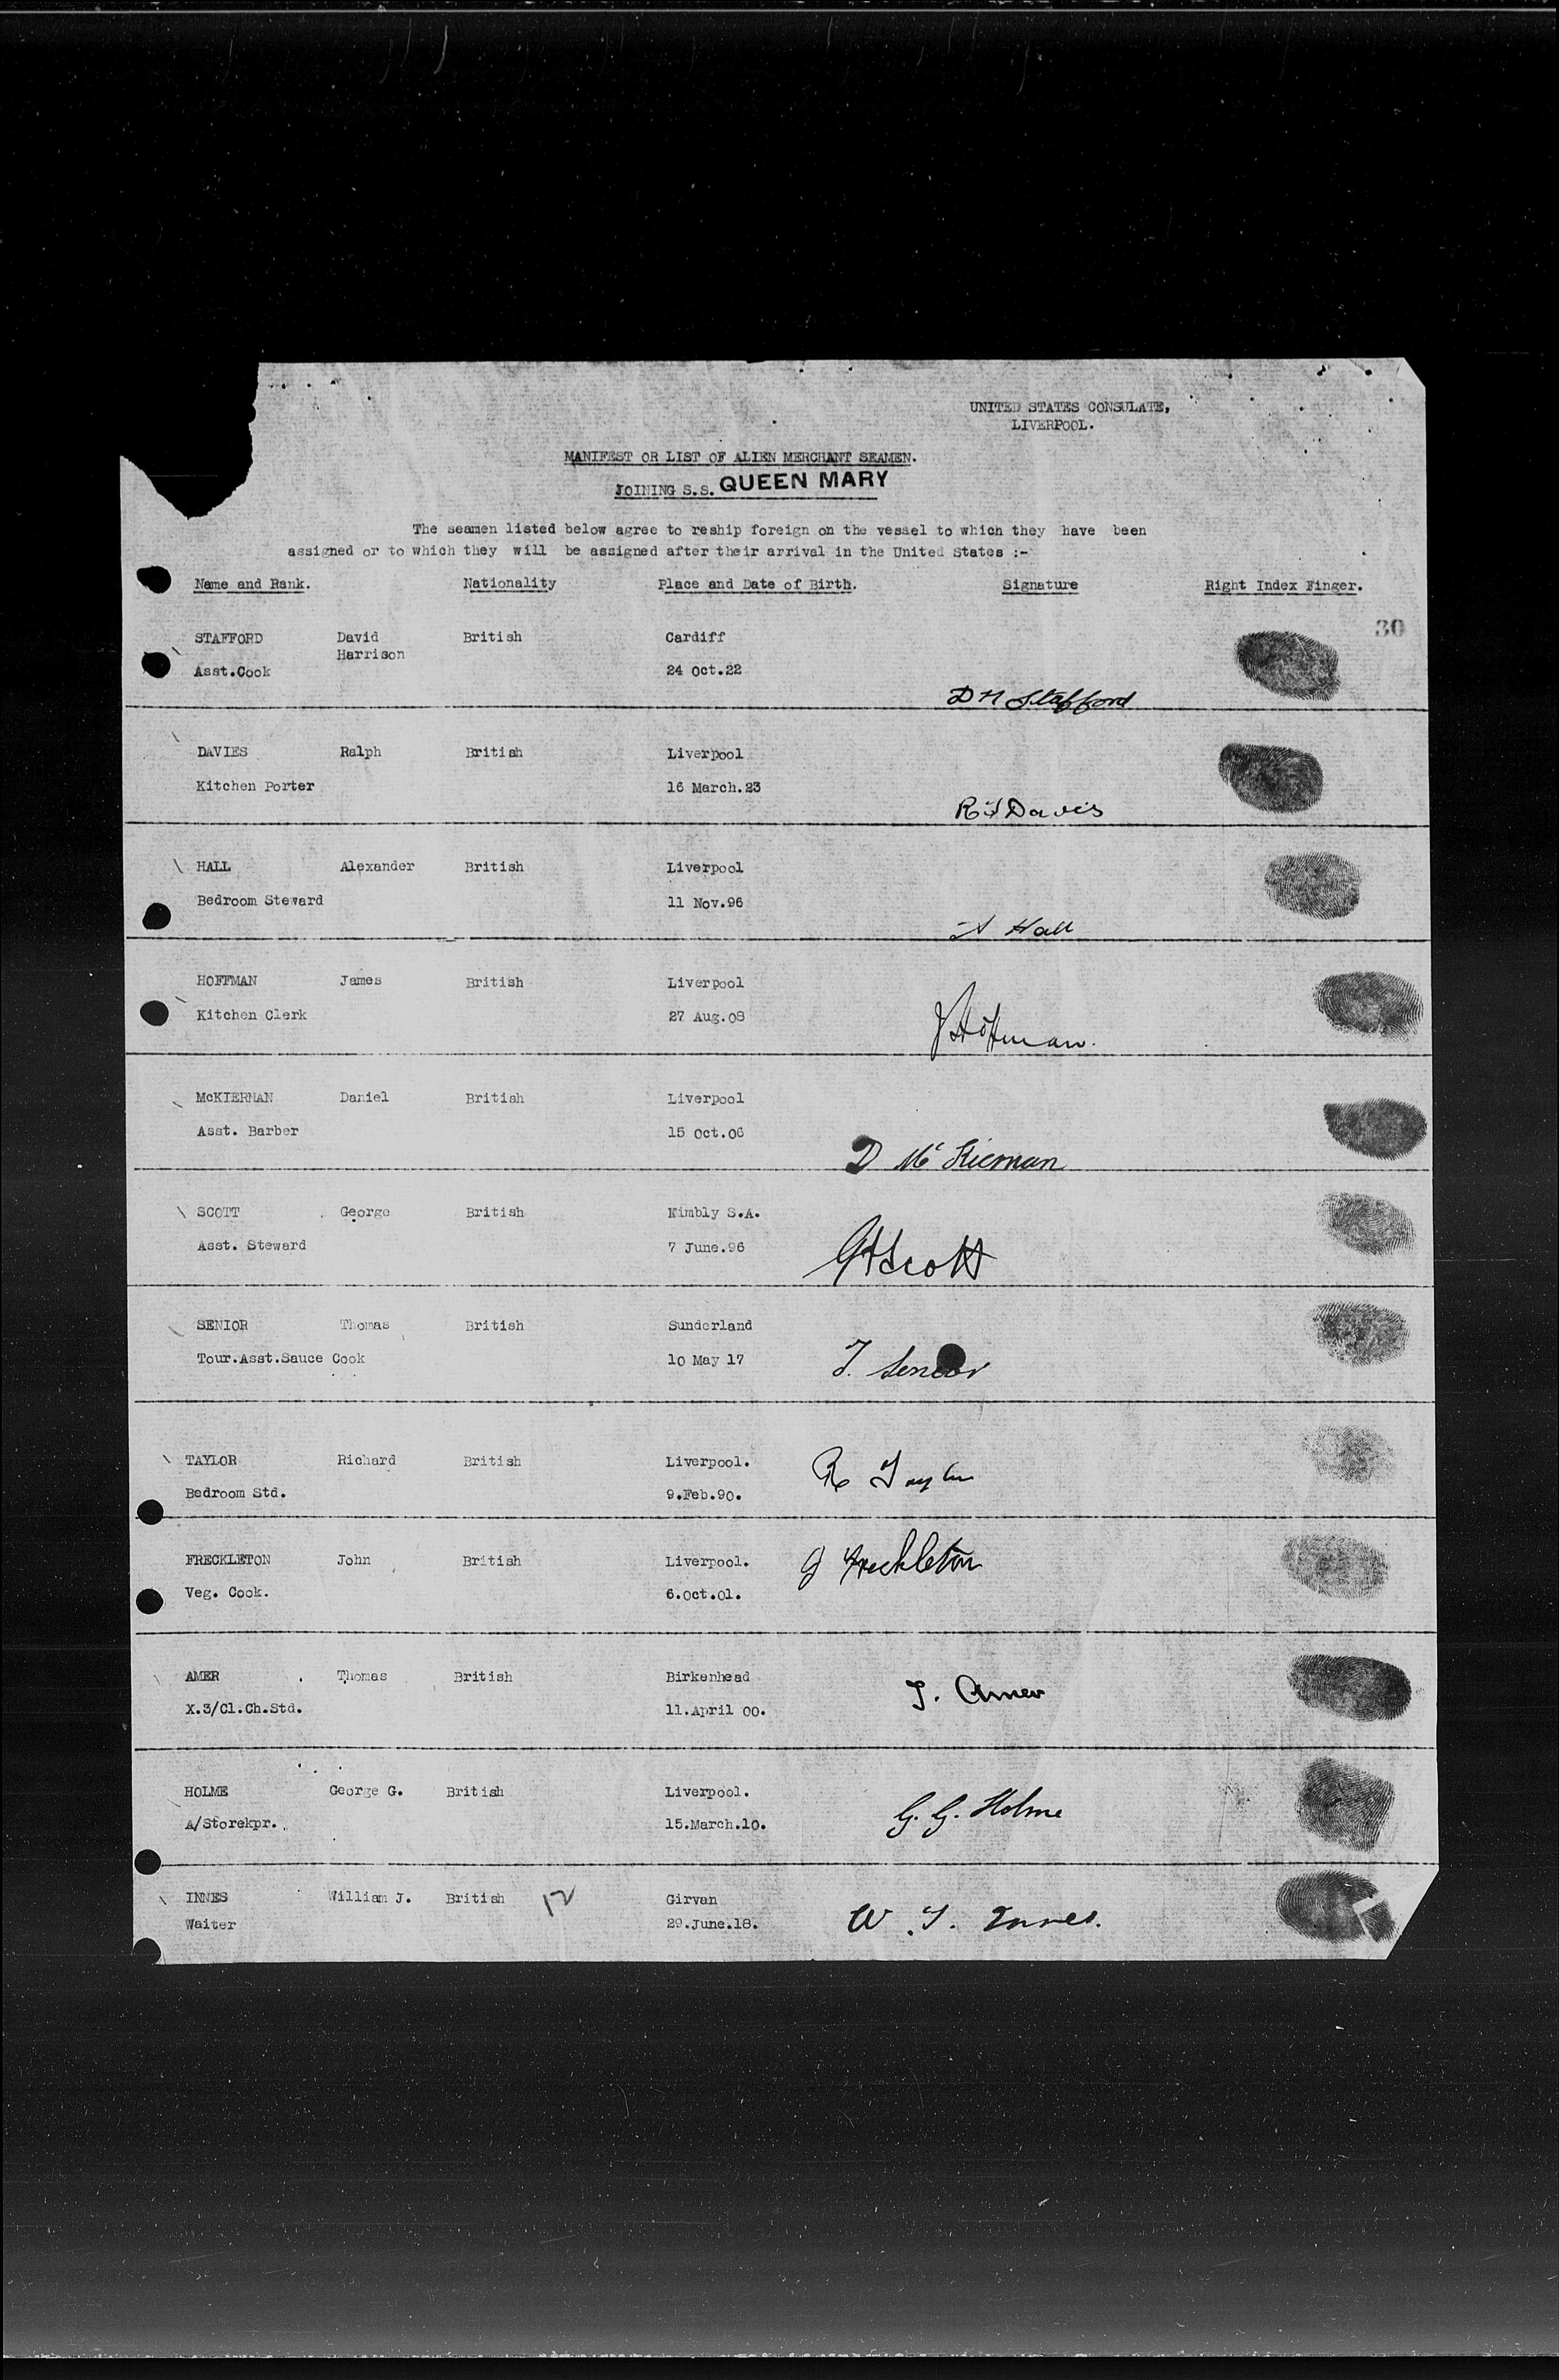 UNITED STATES CONSULATE,
LIVERPOOL.
MANIFEST OR LIST OF ALIEN MERCHANT SEAMEN.
JOINING S.S. QUEEN MARY
The seamen listed below agree to reship foreign on the vessel to which they have been
assigned or to which they will be assigned after their arrival in the United States :-
Name and Rank. Nationality Place and Date of Birth. Signature Right Index Finger.
30
STAFFORD David British Cardiff
Harrison
Asst.Cook 24 Oct.22
D H Stafford
DAVIES Ralph British Liverpool
Kitchen Porter 16 March.23
Davies
HALL Alexander British Liverpool
Bedroom Steward 11 Nov.96
A Hall
HOFFMAN James British Liverpool
Kitchen Clerk 27 Aug.08
J Hoffman.
McKIERNAN Daniel British Liverpool
Asst. Barber 15 Oct.06
D McKiernan
SCOTT George British Kimbly S.A.
Asst. Steward 7 June.96
G Scott
SENIOR Thomas British Sunderland
Tour.Asst.Sauce Cook 10 May 17
T. Senior
TAYLOR Richard British Liverpool.
R Taylor
Bedroom Std. 9.Feb.90.
FRECKLETON John British Liverpool.
J Freckleton
Veg. Cook. 6.Oct.01.
AMER Thomas British Birkenhead
T. Amer
X.3/Cl.Ch.Std. 11.April 00.
HOLME George G. British Liverpool.
G. G. Holme
A/Storekpr. 15.March.10.
INNES William J. British 12 Girvan
Waiter 29.June.18.
W. J. Innes.